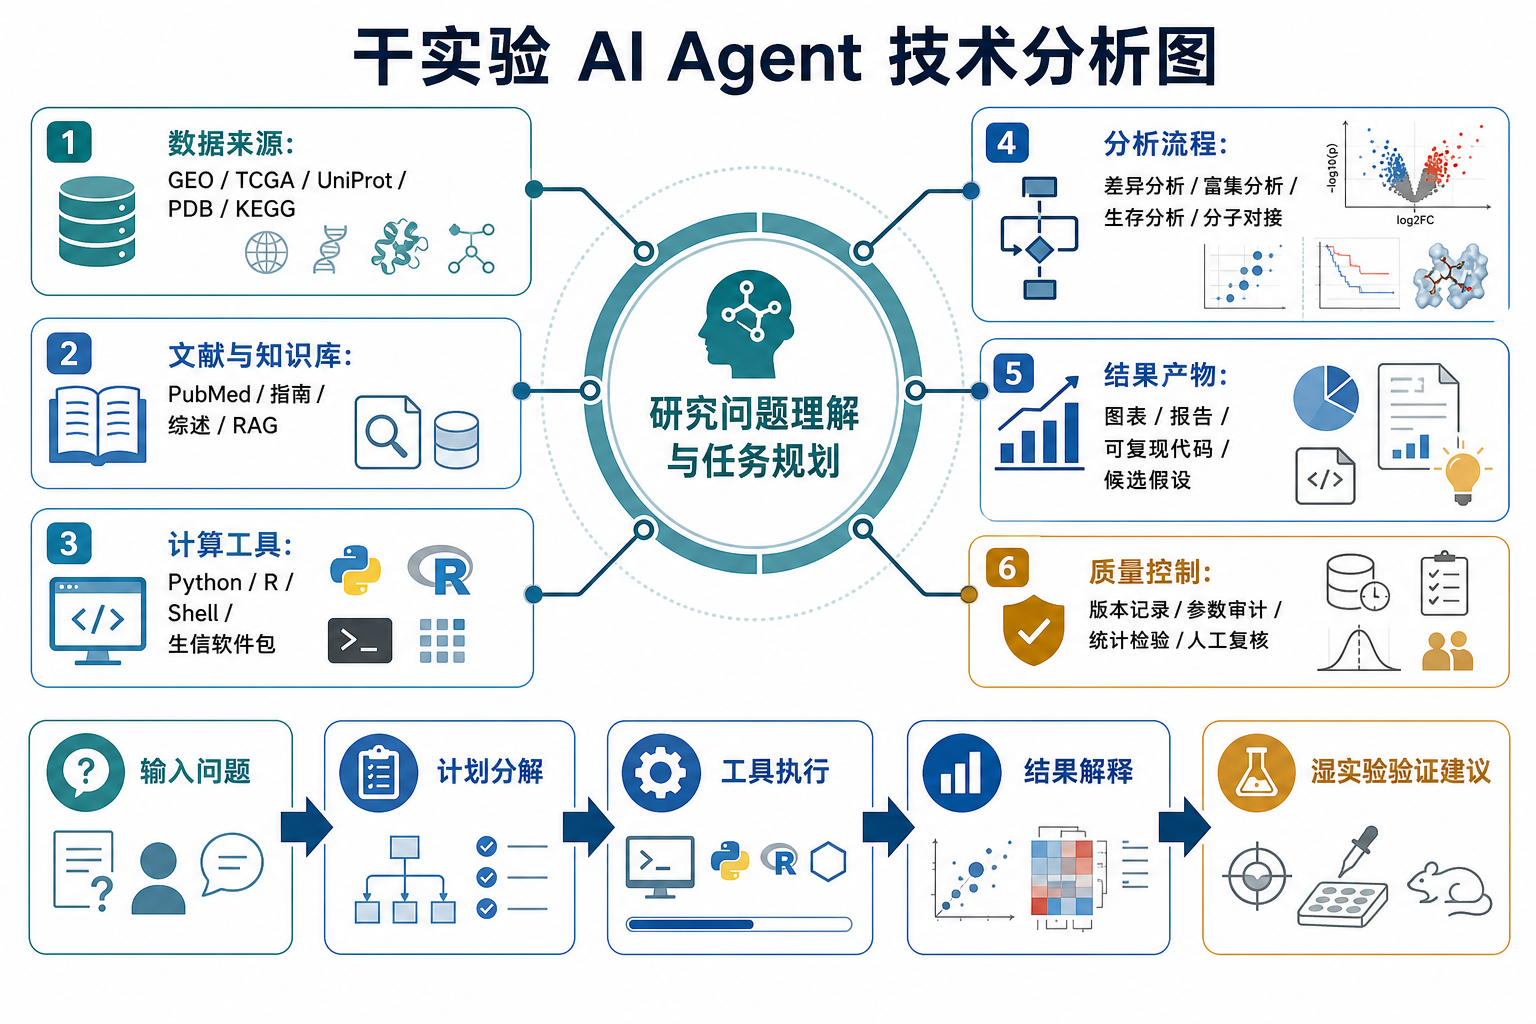 干实验 AI Agent 技术分析图
1
数据来源:
GEO / TCGA / UniProt /
PDB / KEGG
2
文献与知识库:
PubMed / 指南 /
综述 / RAG
3
计算工具:
Python / R /
Shell /
生信软件包
</>
R
>_
研究问题理解
与任务规划
4
分析流程:
差异分析 / 富集分析 /
生存分析 / 分子对接
-log10(p)
log2FC
5
结果产物:
图表 / 报告 /
可复现代码 /
候选假设
</>
6
质量控制:
版本记录 / 参数审计 /
统计检验 / 人工复核
?
输入问题
?
计划分解
工具执行
>_
R
结果解释
湿实验验证建议